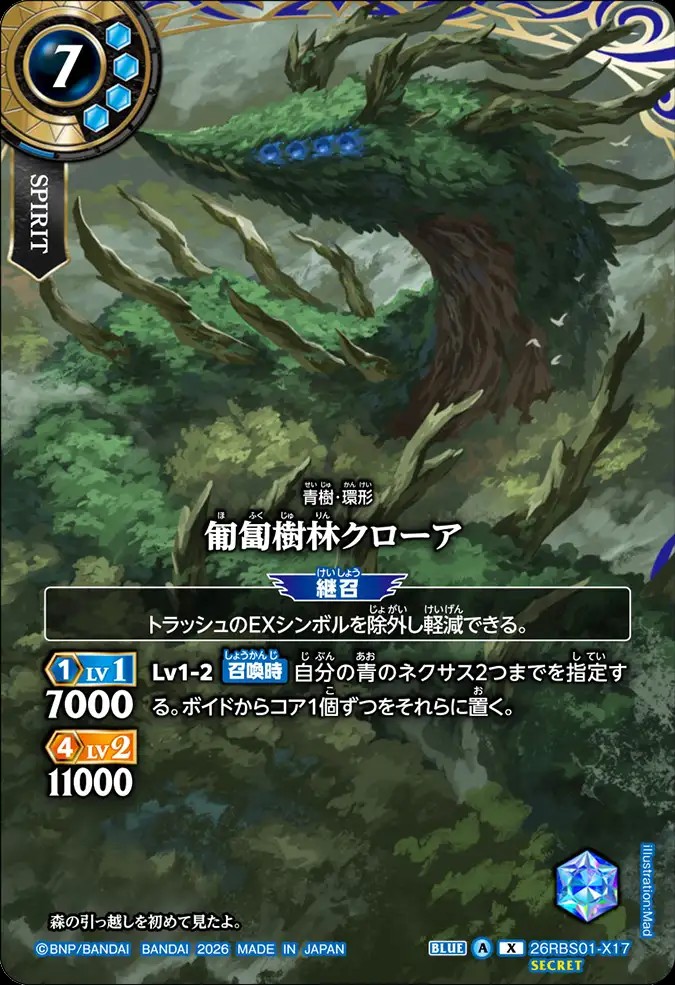 7
SPIRIT
青樹・環形
匍匐樹林クローア
継召
トラッシュのEXシンボルを除外し軽減できる。
1 LV1
7000
Lv1-2 召喚時 自分の青のネクサス2つまでを指定す
る。ボイドからコア1個ずつをそれらに置く。
4 LV2
11000
illustration:Mad
森の引っ越しを初めて見たよ。
©BNP/BANDAI BANDAI 2026 MADE IN JAPAN
BLUE A X 26RBS01-X17
SECRET